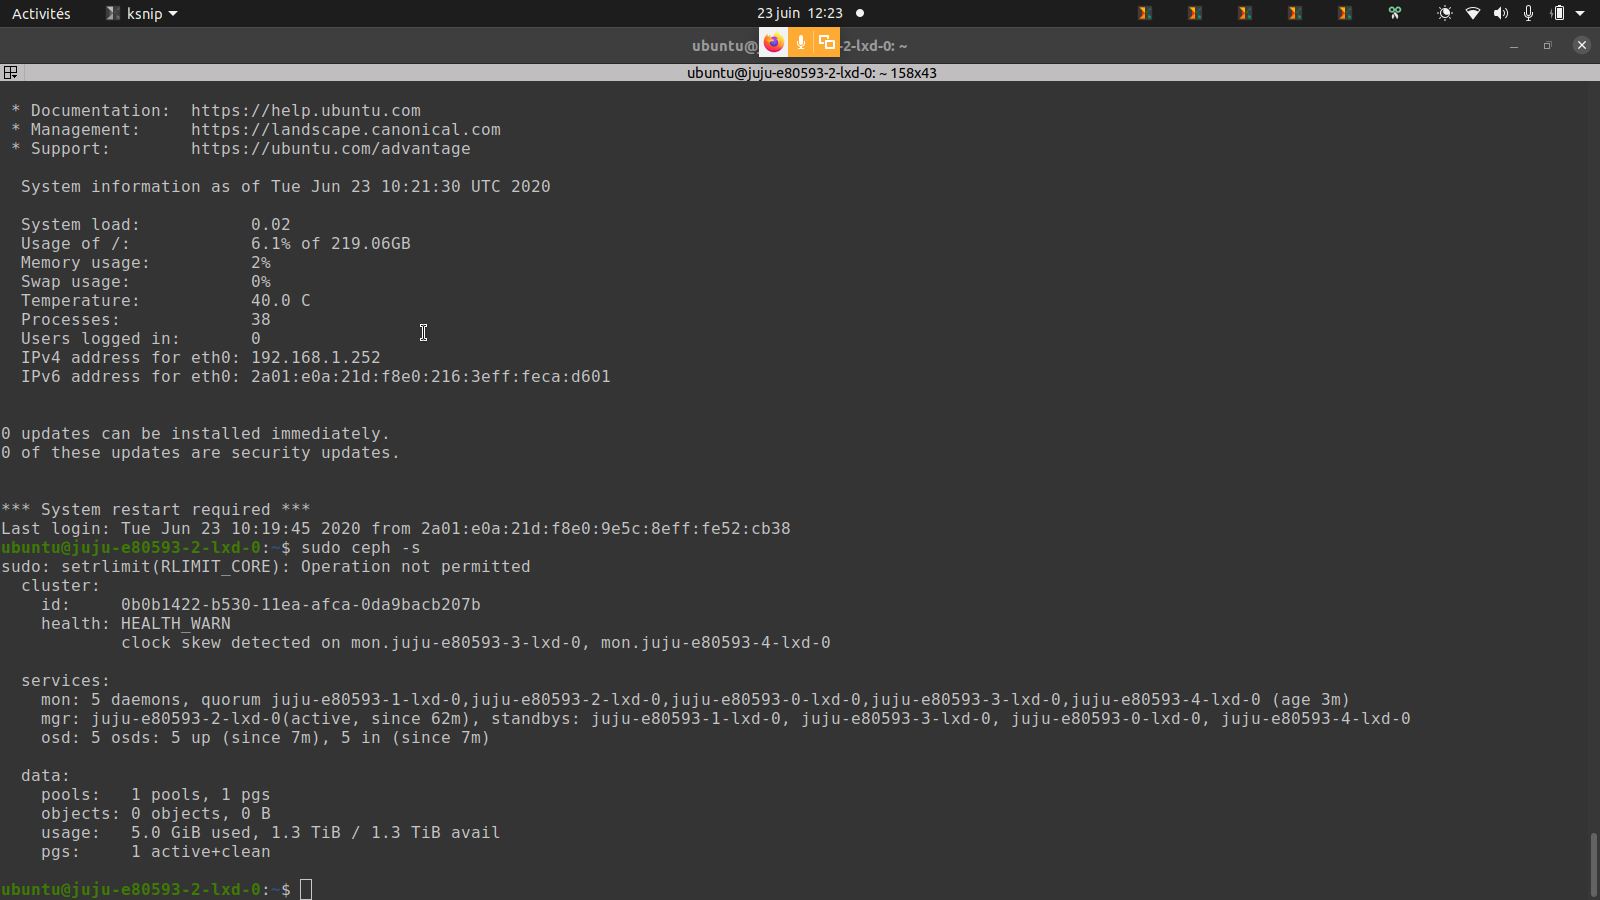 Activités ksnip 23 juin 12:23
ubuntu@ -2-lxd-0: ~
ubuntu@juju-e80593-2-lxd-0: ~ 158x43
* Documentation: https://help.ubuntu.com
* Management: https://landscape.canonical.com
* Support: https://ubuntu.com/advantage
System information as of Tue Jun 23 10:21:30 UTC 2020
System load: 0.02
Usage of /: 6.1% of 219.06GB
Memory usage: 2%
Swap usage: 0%
Temperature: 40.0 C
Processes: 38
Users logged in: 0
IPv4 address for eth0: 192.168.1.252
IPv6 address for eth0: 2a01:e0a:21d:f8e0:216:3eff:feca:d601
0 updates can be installed immediately.
0 of these updates are security updates.
*** System restart required ***
Last login: Tue Jun 23 10:19:45 2020 from 2a01:e0a:21d:f8e0:9e5c:8eff:fe52:cb38
ubuntu@juju-e80593-2-lxd-0:~$ sudo ceph -s
sudo: setrlimit(RLIMIT_CORE): Operation not permitted
cluster:
id: 0b0b1422-b530-11ea-afca-0da9bacb207b
health: HEALTH_WARN
clock skew detected on mon.juju-e80593-3-lxd-0, mon.juju-e80593-4-lxd-0
services:
mon: 5 daemons, quorum juju-e80593-1-lxd-0,juju-e80593-2-lxd-0,juju-e80593-0-lxd-0,juju-e80593-3-lxd-0,juju-e80593-4-lxd-0 (age 3m)
mgr: juju-e80593-2-lxd-0(active, since 62m), standbys: juju-e80593-1-lxd-0, juju-e80593-3-lxd-0, juju-e80593-0-lxd-0, juju-e80593-4-lxd-0
osd: 5 osds: 5 up (since 7m), 5 in (since 7m)
data:
pools: 1 pools, 1 pgs
objects: 0 objects, 0 B
usage: 5.0 GiB used, 1.3 TiB / 1.3 TiB avail
pgs: 1 active+clean
ubuntu@juju-e80593-2-lxd-0:~$